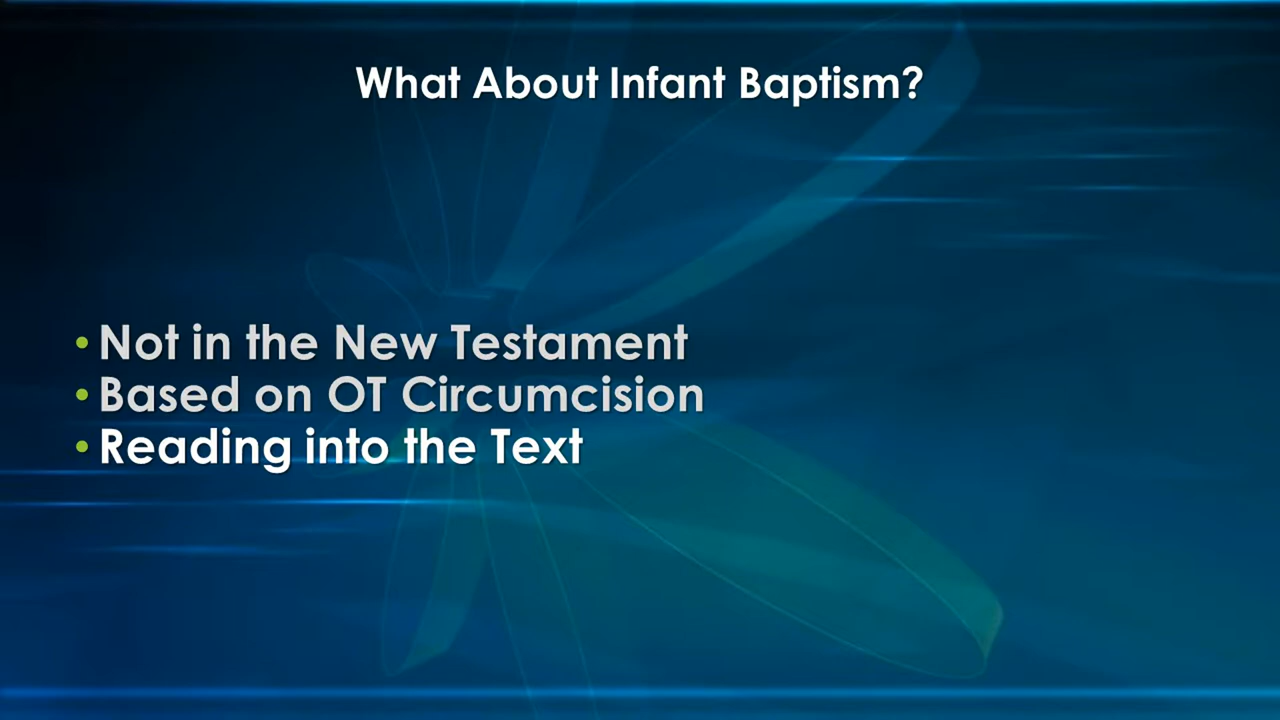 What About Infant Baptism?
• Not in the New Testament
• Based on OT Circumcision
• Reading into the Text